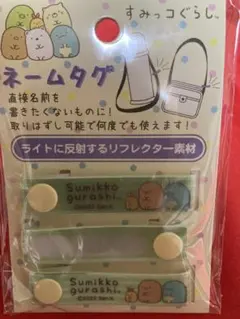 すみっコぐらし
ネームタグ
直接名前を
書きたくないものに!
取りはずし可能で何度でも使えます!
ライトに反射するリフレクター素材
Sumikko
gurashi
Sumikko
gurashi